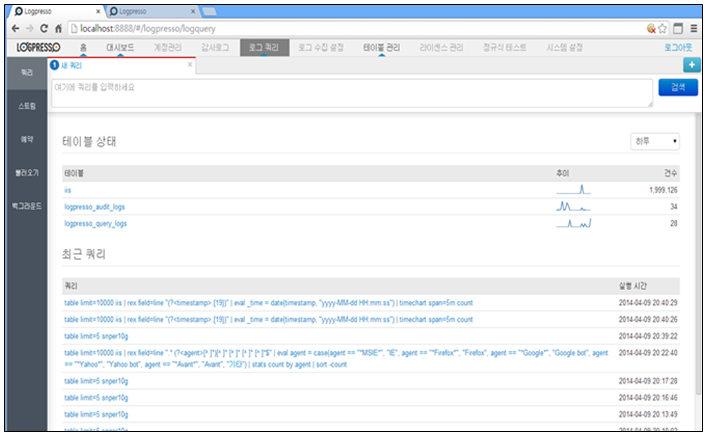 Logpresso
Logpresso
localhost:8888/#/logpresso/logquery
LOGPRESSO 홈 대시보드 계정관리 감사로그 로그 쿼리 로그 수집 설정 테이블 관리 라이센스 관리 정규식 테스트 시스템 설정 로그아웃
쿼리
스트림
예약
불러오기
백그라운드
1 새 쿼리
여기에 쿼리를 입력하세요
검색
테이블 상태
하루
테이블 추이 건수
iis 1,999,126
logpresso_audit_logs 34
logpresso_query_logs 28
최근 쿼리
쿼리 실행 시간
table limit=10000 iis | rex field=line "(?<timestamp>.{19})" | eval _time = date(timestamp, "yyyy-MM-dd HH:mm:ss") | timechart span=5m count 2014-04-09 20:40:29
table limit=10000 iis | rex field=line "(?<timestamp>.{19})" | eval _time = date(timestamp, "yyyy-MM-dd HH:mm:ss") | timechart span=5m count 2014-04-09 20:40:26
table limit=5 snper10g 2014-04-09 20:39:22
table limit=10000 iis | rex field=line ".* (?<agent>[^ ]*)[^ ]* [^ ]* [^ ]* [^ ]*$" | eval agent = case(agent == "*MSIE*", "IE", agent == "*Firefox*", "Firefox", agent == "*Google*", "Google bot", agent 2014-04-09 20:22:40
== "*Yahoo*", "Yahoo bot", agent == "*Avant*", "Avant", "기타") | stats count by agent | sort -count
table limit=5 snper10g 2014-04-09 20:17:28
table limit=5 snper10g 2014-04-09 20:16:46
table limit=5 snper10g 2014-04-09 20:13:49
table limit=5 snper10g